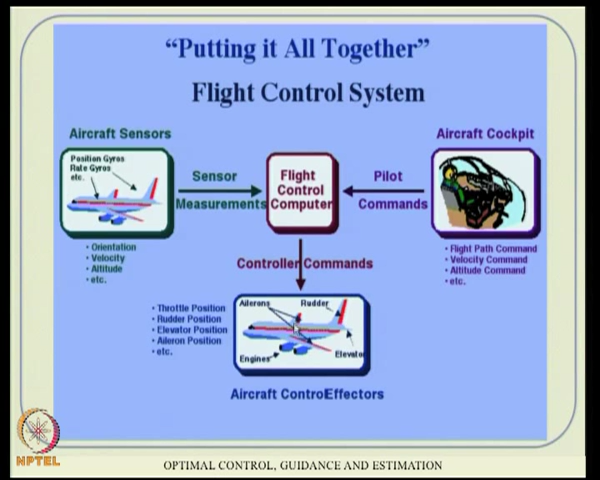 “Putting it All Together”
Flight Control System
Aircraft Sensors
Aircraft Cockpit
Position Gyros
Rate Gyros
etc.
Sensor
Measurements
Flight
Control
Computer
Pilot
Commands
• Orientation
• Velocity
• Altitude
• etc.
• Flight Path Command
• Velocity Command
• Altitude Command
• etc.
Controller Commands
• Throttle Position
• Rudder Position
• Elevator Position
• Aileron Position
• etc.
Ailerons
Rudder
Engines
Elevator
Aircraft ControlEffectors
NPTEL
OPTIMAL CONTROL, GUIDANCE AND ESTIMATION